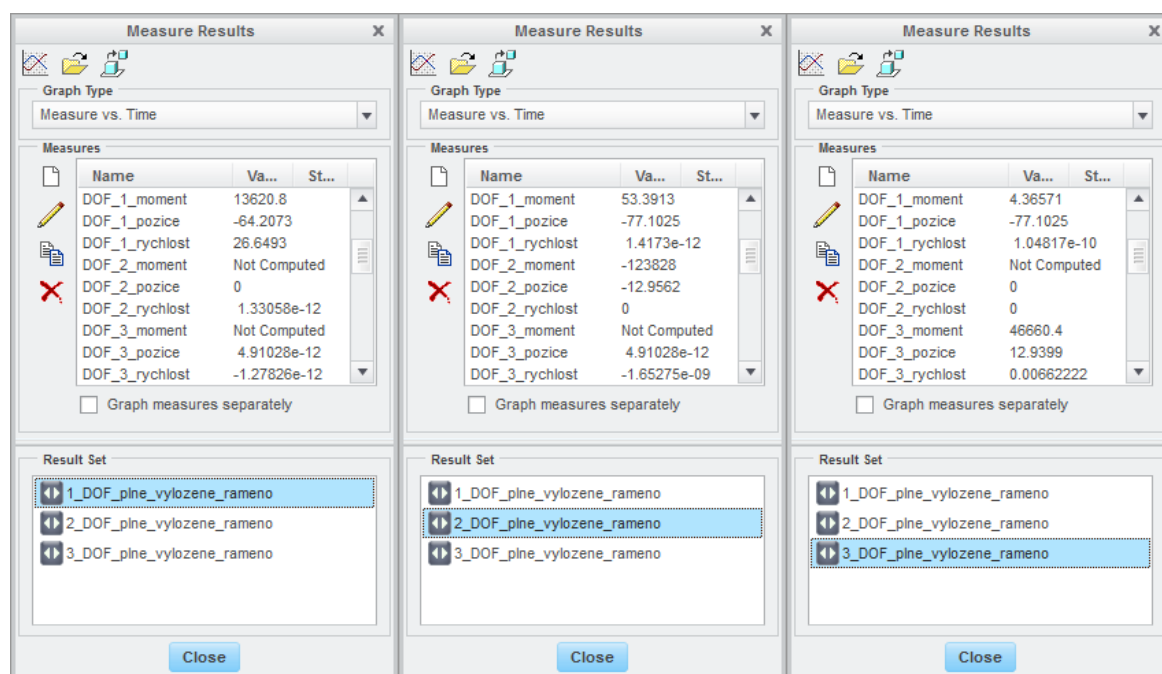 Measure Results X
Graph Type
Measure vs. Time
Measures
Name Va... St...
DOF_1_moment 13620.8
DOF_1_pozice -64.2073
DOF_1_rychlost 26.6493
DOF_2_moment Not Computed
DOF_2_pozice 0
DOF_2_rychlost 1.33058e-12
DOF_3_moment Not Computed
DOF_3_pozice 4.91028e-12
DOF_3_rychlost -1.27826e-12
Graph measures separately
Result Set
1_DOF_plne_vylozene_rameno
2_DOF_plne_vylozene_rameno
3_DOF_plne_vylozene_rameno
Close
Measure Results X
Graph Type
Measure vs. Time
Measures
Name Va... St...
DOF_1_moment 53.3913
DOF_1_pozice -77.1025
DOF_1_rychlost 1.4173e-12
DOF_2_moment -123828
DOF_2_pozice -12.9562
DOF_2_rychlost 0
DOF_3_moment Not Computed
DOF_3_pozice 4.91028e-12
DOF_3_rychlost -1.65275e-09
Graph measures separately
Result Set
1_DOF_plne_vylozene_rameno
2_DOF_plne_vylozene_rameno
3_DOF_plne_vylozene_rameno
Close
Measure Results X
Graph Type
Measure vs. Time
Measures
Name Va... St...
DOF_1_moment 4.36571
DOF_1_pozice -77.1025
DOF_1_rychlost 1.04817e-10
DOF_2_moment Not Computed
DOF_2_pozice 0
DOF_2_rychlost 0
DOF_3_moment 46660.4
DOF_3_pozice 12.9399
DOF_3_rychlost 0.00662222
Graph measures separately
Result Set
1_DOF_plne_vylozene_rameno
2_DOF_plne_vylozene_rameno
3_DOF_plne_vylozene_rameno
Close